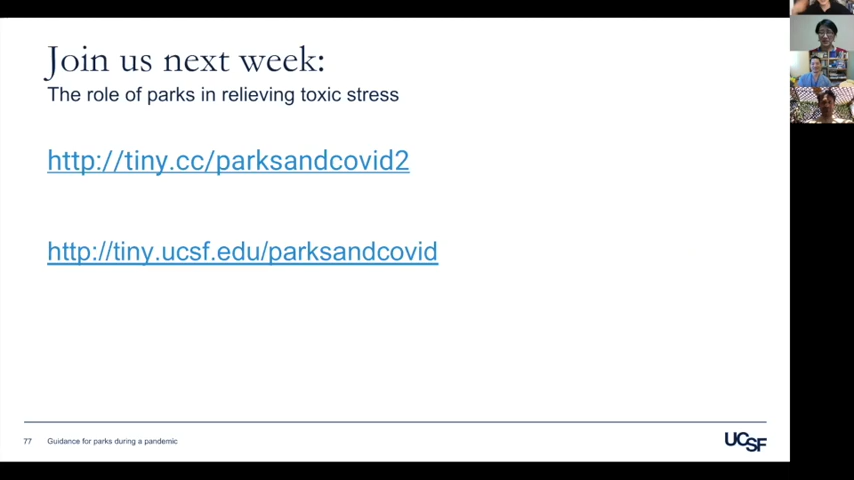 Join us next week:
The role of parks in relieving toxic stress
http://tiny.cc/parksandcovid2
http://tiny.ucsf.edu/parksandcovid
77 Guidance for parks during a pandemic
UCSF